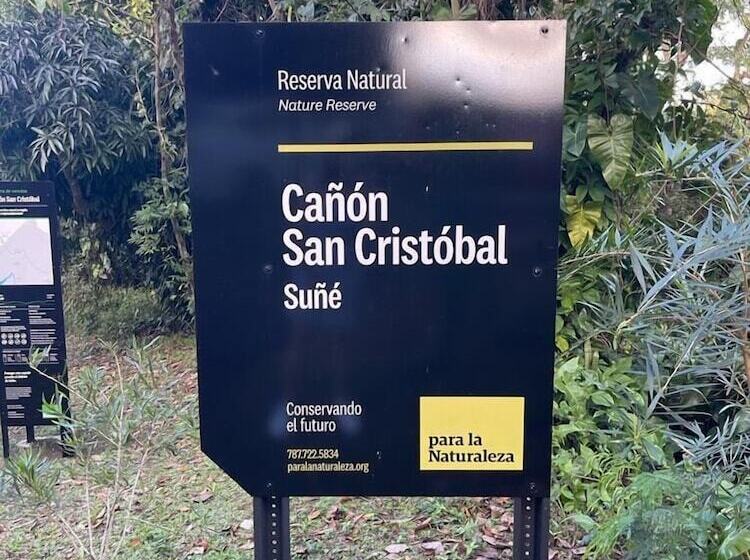 Reserva Natural
Nature Reserve
Cañón
San Cristóbal
Suñé
Conservando
el futuro
787.722.5834
paralanaturaleza.org
para la
Naturaleza
San Cristóbal